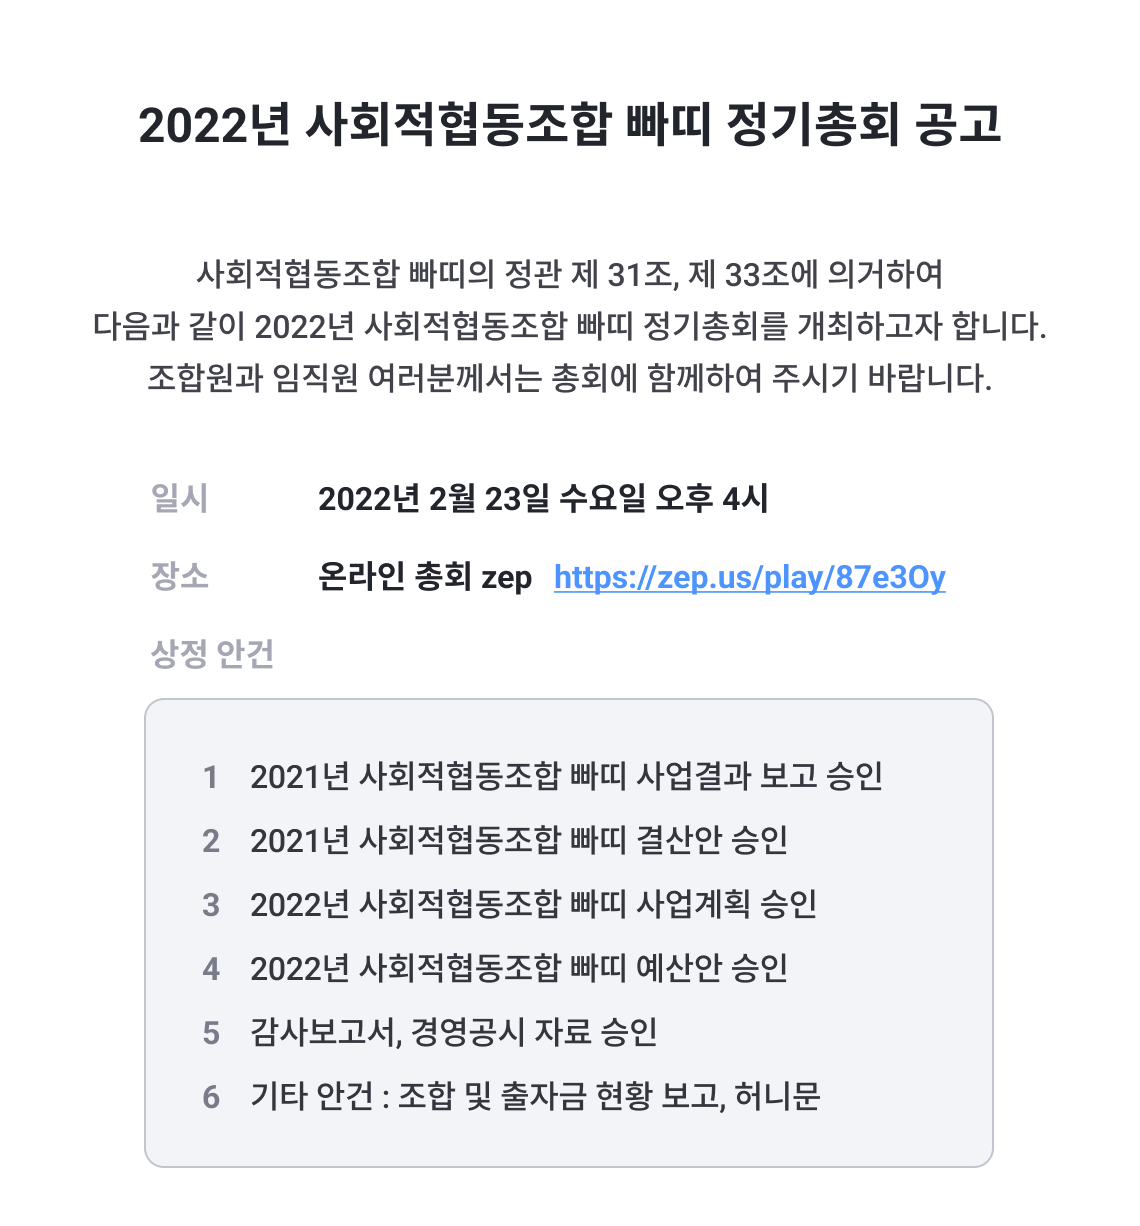 2022년 사회적협동조합 빠띠 정기총회 공고
사회적협동조합 빠띠의 정관 제 31조, 제 33조에 의거하여
다음과 같이 2022년 사회적협동조합 빠띠 정기총회를 개최하고자 합니다.
조합원과 임직원 여러분께서는 총회에 함께하여 주시기 바랍니다.
일시 2022년 2월 23일 수요일 오후 4시
장소 온라인 총회 zep https://zep.us/play/87e3Oy
상정 안건
1 2021년 사회적협동조합 빠띠 사업결과 보고 승인
2 2021년 사회적협동조합 빠띠 결산안 승인
3 2022년 사회적협동조합 빠띠 사업계획 승인
4 2022년 사회적협동조합 빠띠 예산안 승인
5 감사보고서, 경영공시 자료 승인
6 기타 안건 : 조합 및 출자금 현황 보고, 허니문